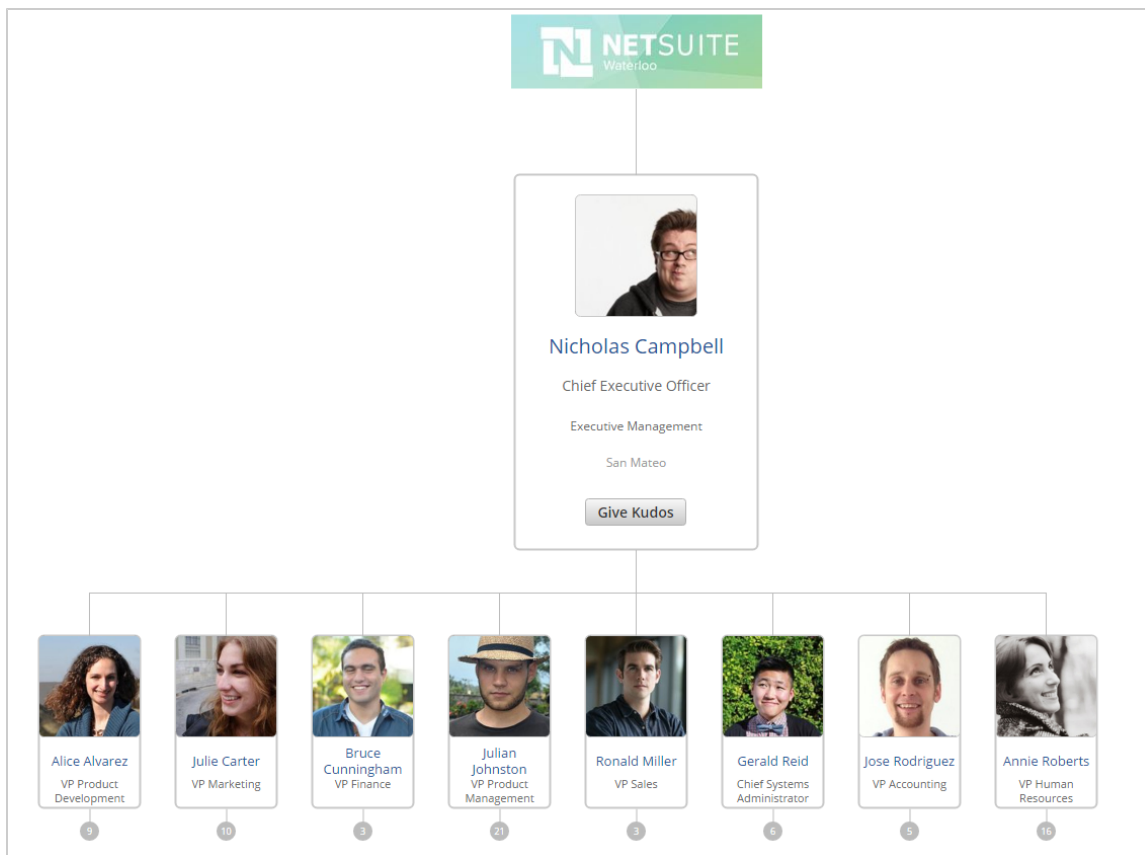 NETSUITE
Waterloo
Nicholas Campbell
Chief Executive Officer
Executive Management
San Mateo
Give Kudos
Alice Alvarez
VP Product
Development
9
Julie Carter
VP Marketing
10
Bruce
Cunningham
VP Finance
3
Julian
Johnston
VP Product
Management
21
Ronald Miller
VP Sales
3
Gerald Reid
Chief Systems
Administrator
6
Jose Rodriguez
VP Accounting
5
Annie Roberts
VP Human
Resources
16